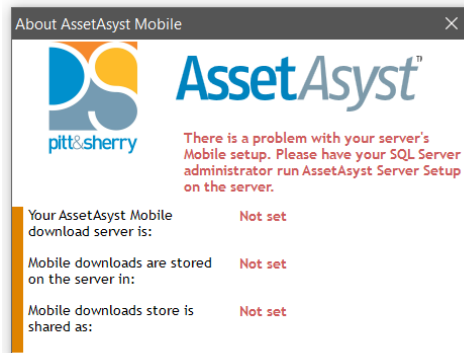 About AssetAsyst Mobile
AssetAsyst™
pitt&sherry
There is a problem with your server's
Mobile setup. Please have your SQL Server
administrator run AssetAsyst Server Setup
on the server.
Your AssetAsyst Mobile
download server is:
Not set
Mobile downloads are stored
on the server in:
Not set
Mobile downloads store is
shared as:
Not set